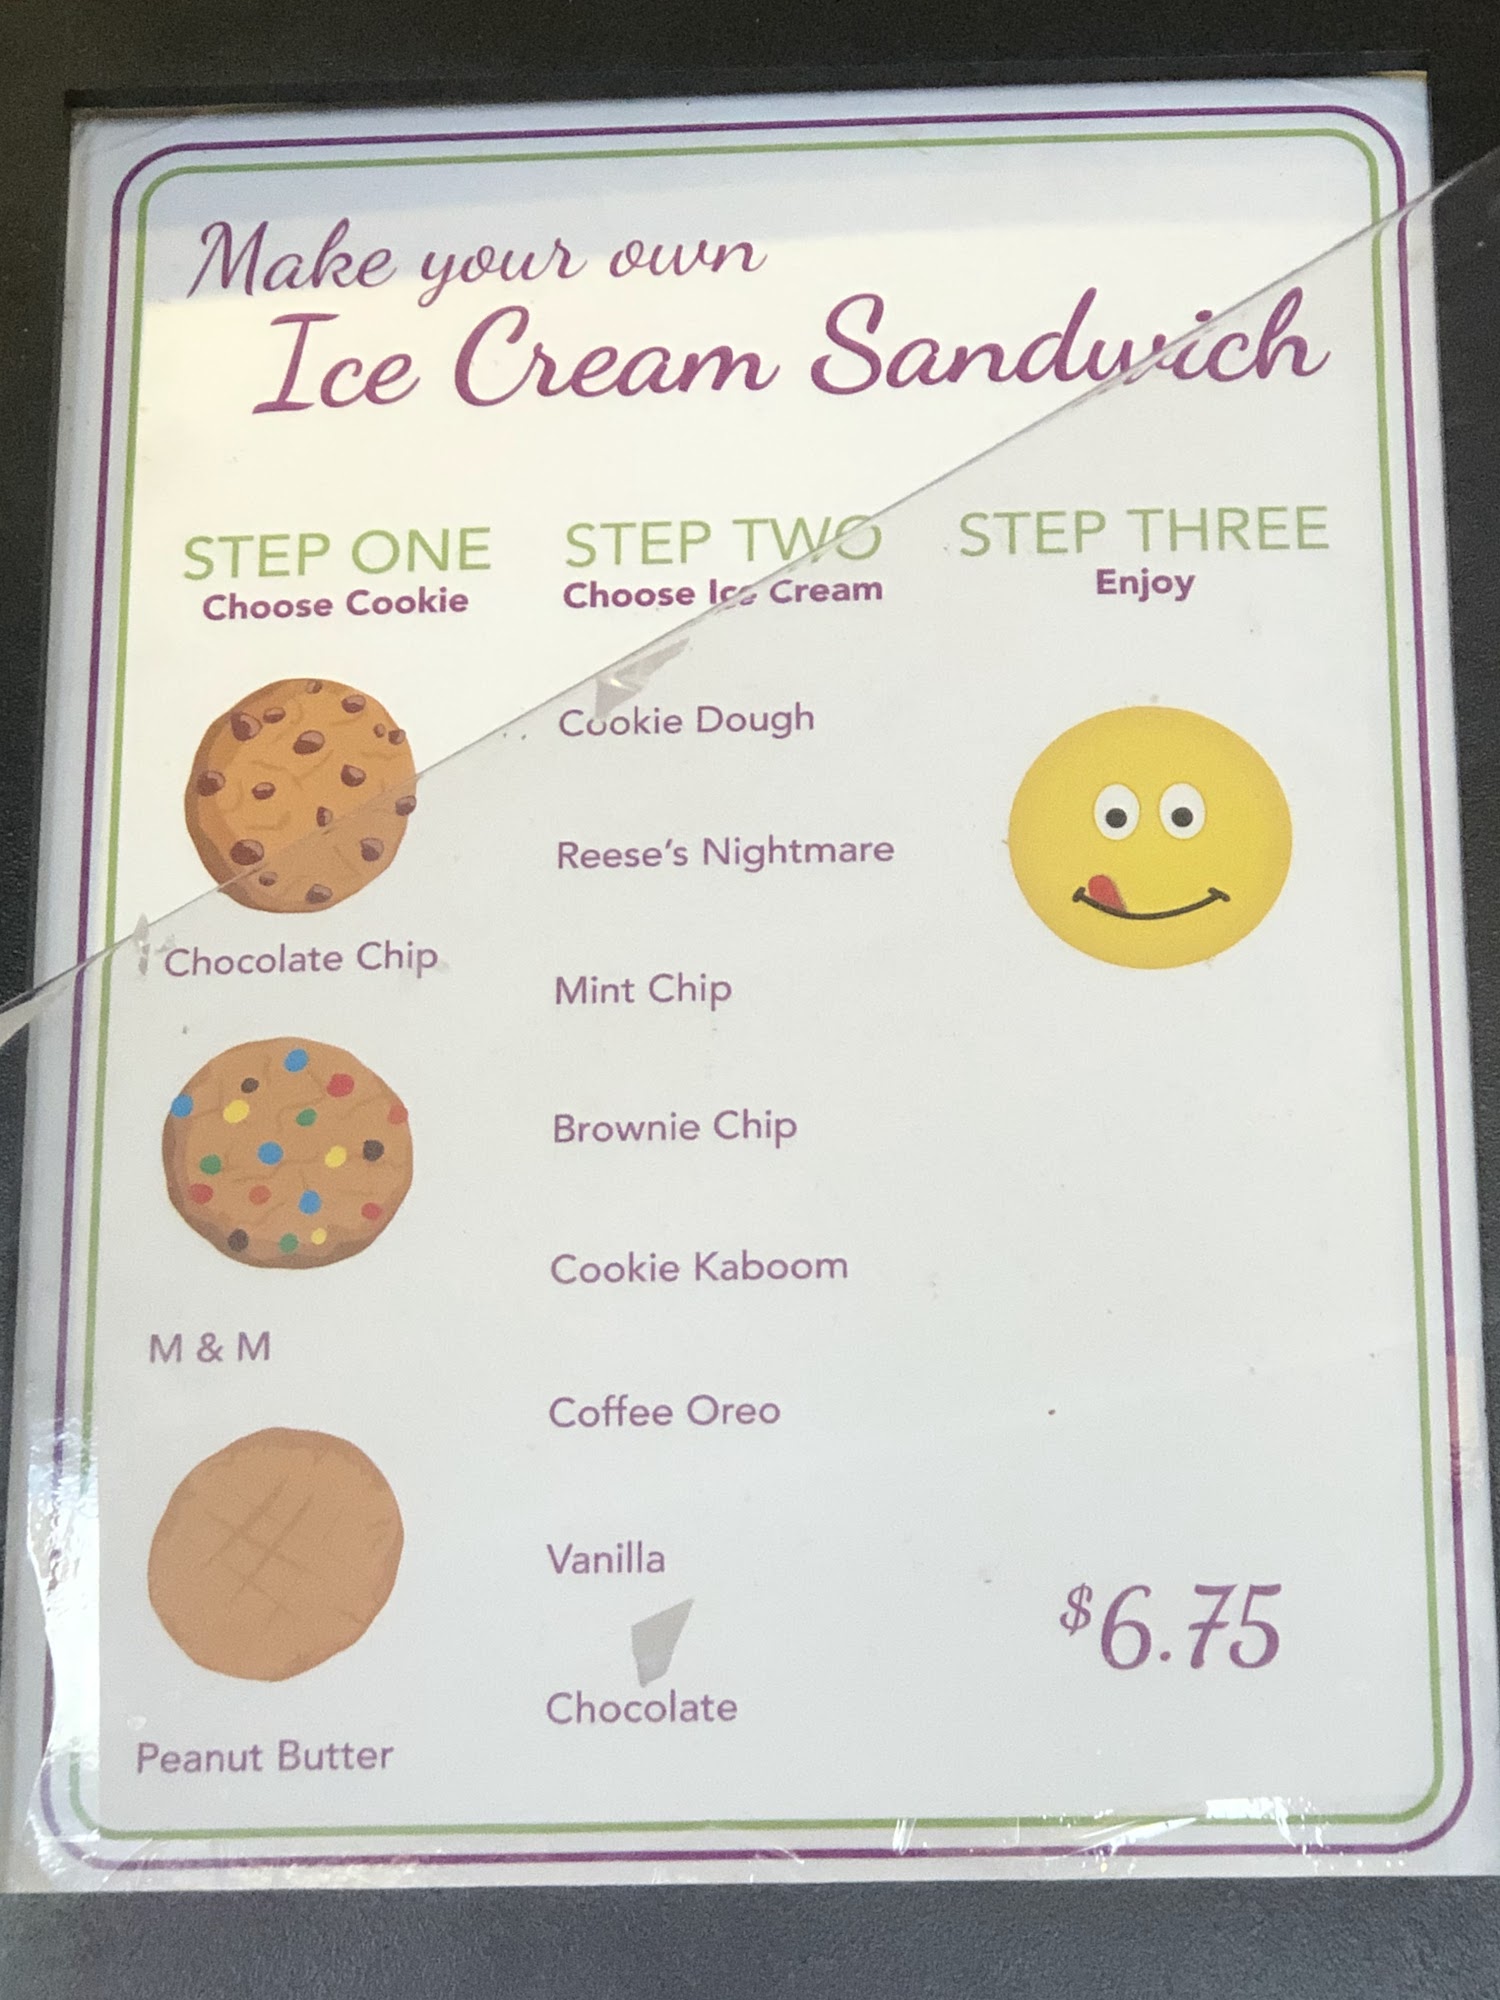 Make your own
Ice Cream Sandwich
STEP ONE
Choose Cookie
Chocolate Chip
M & M
Peanut Butter
STEP TWO
Choose Ice Cream
Cookie Dough
Reese's Nightmare
Mint Chip
Brownie Chip
Cookie Kaboom
Coffee Oreo
Vanilla
Chocolate
STEP THREE
Enjoy
$6.75